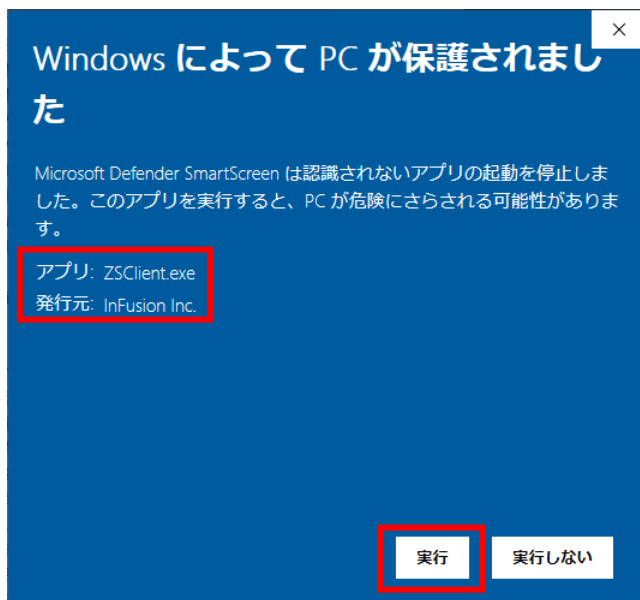 Windows によって PC が保護されまし
た
Microsoft Defender SmartScreen は認識されないアプリの起動を停止しま
した。このアプリを実行すると、PC が危険にさらされる可能性がありま
す。
アプリ: ZSClient.exe
発行元: InFusion Inc.
実行
実行しない